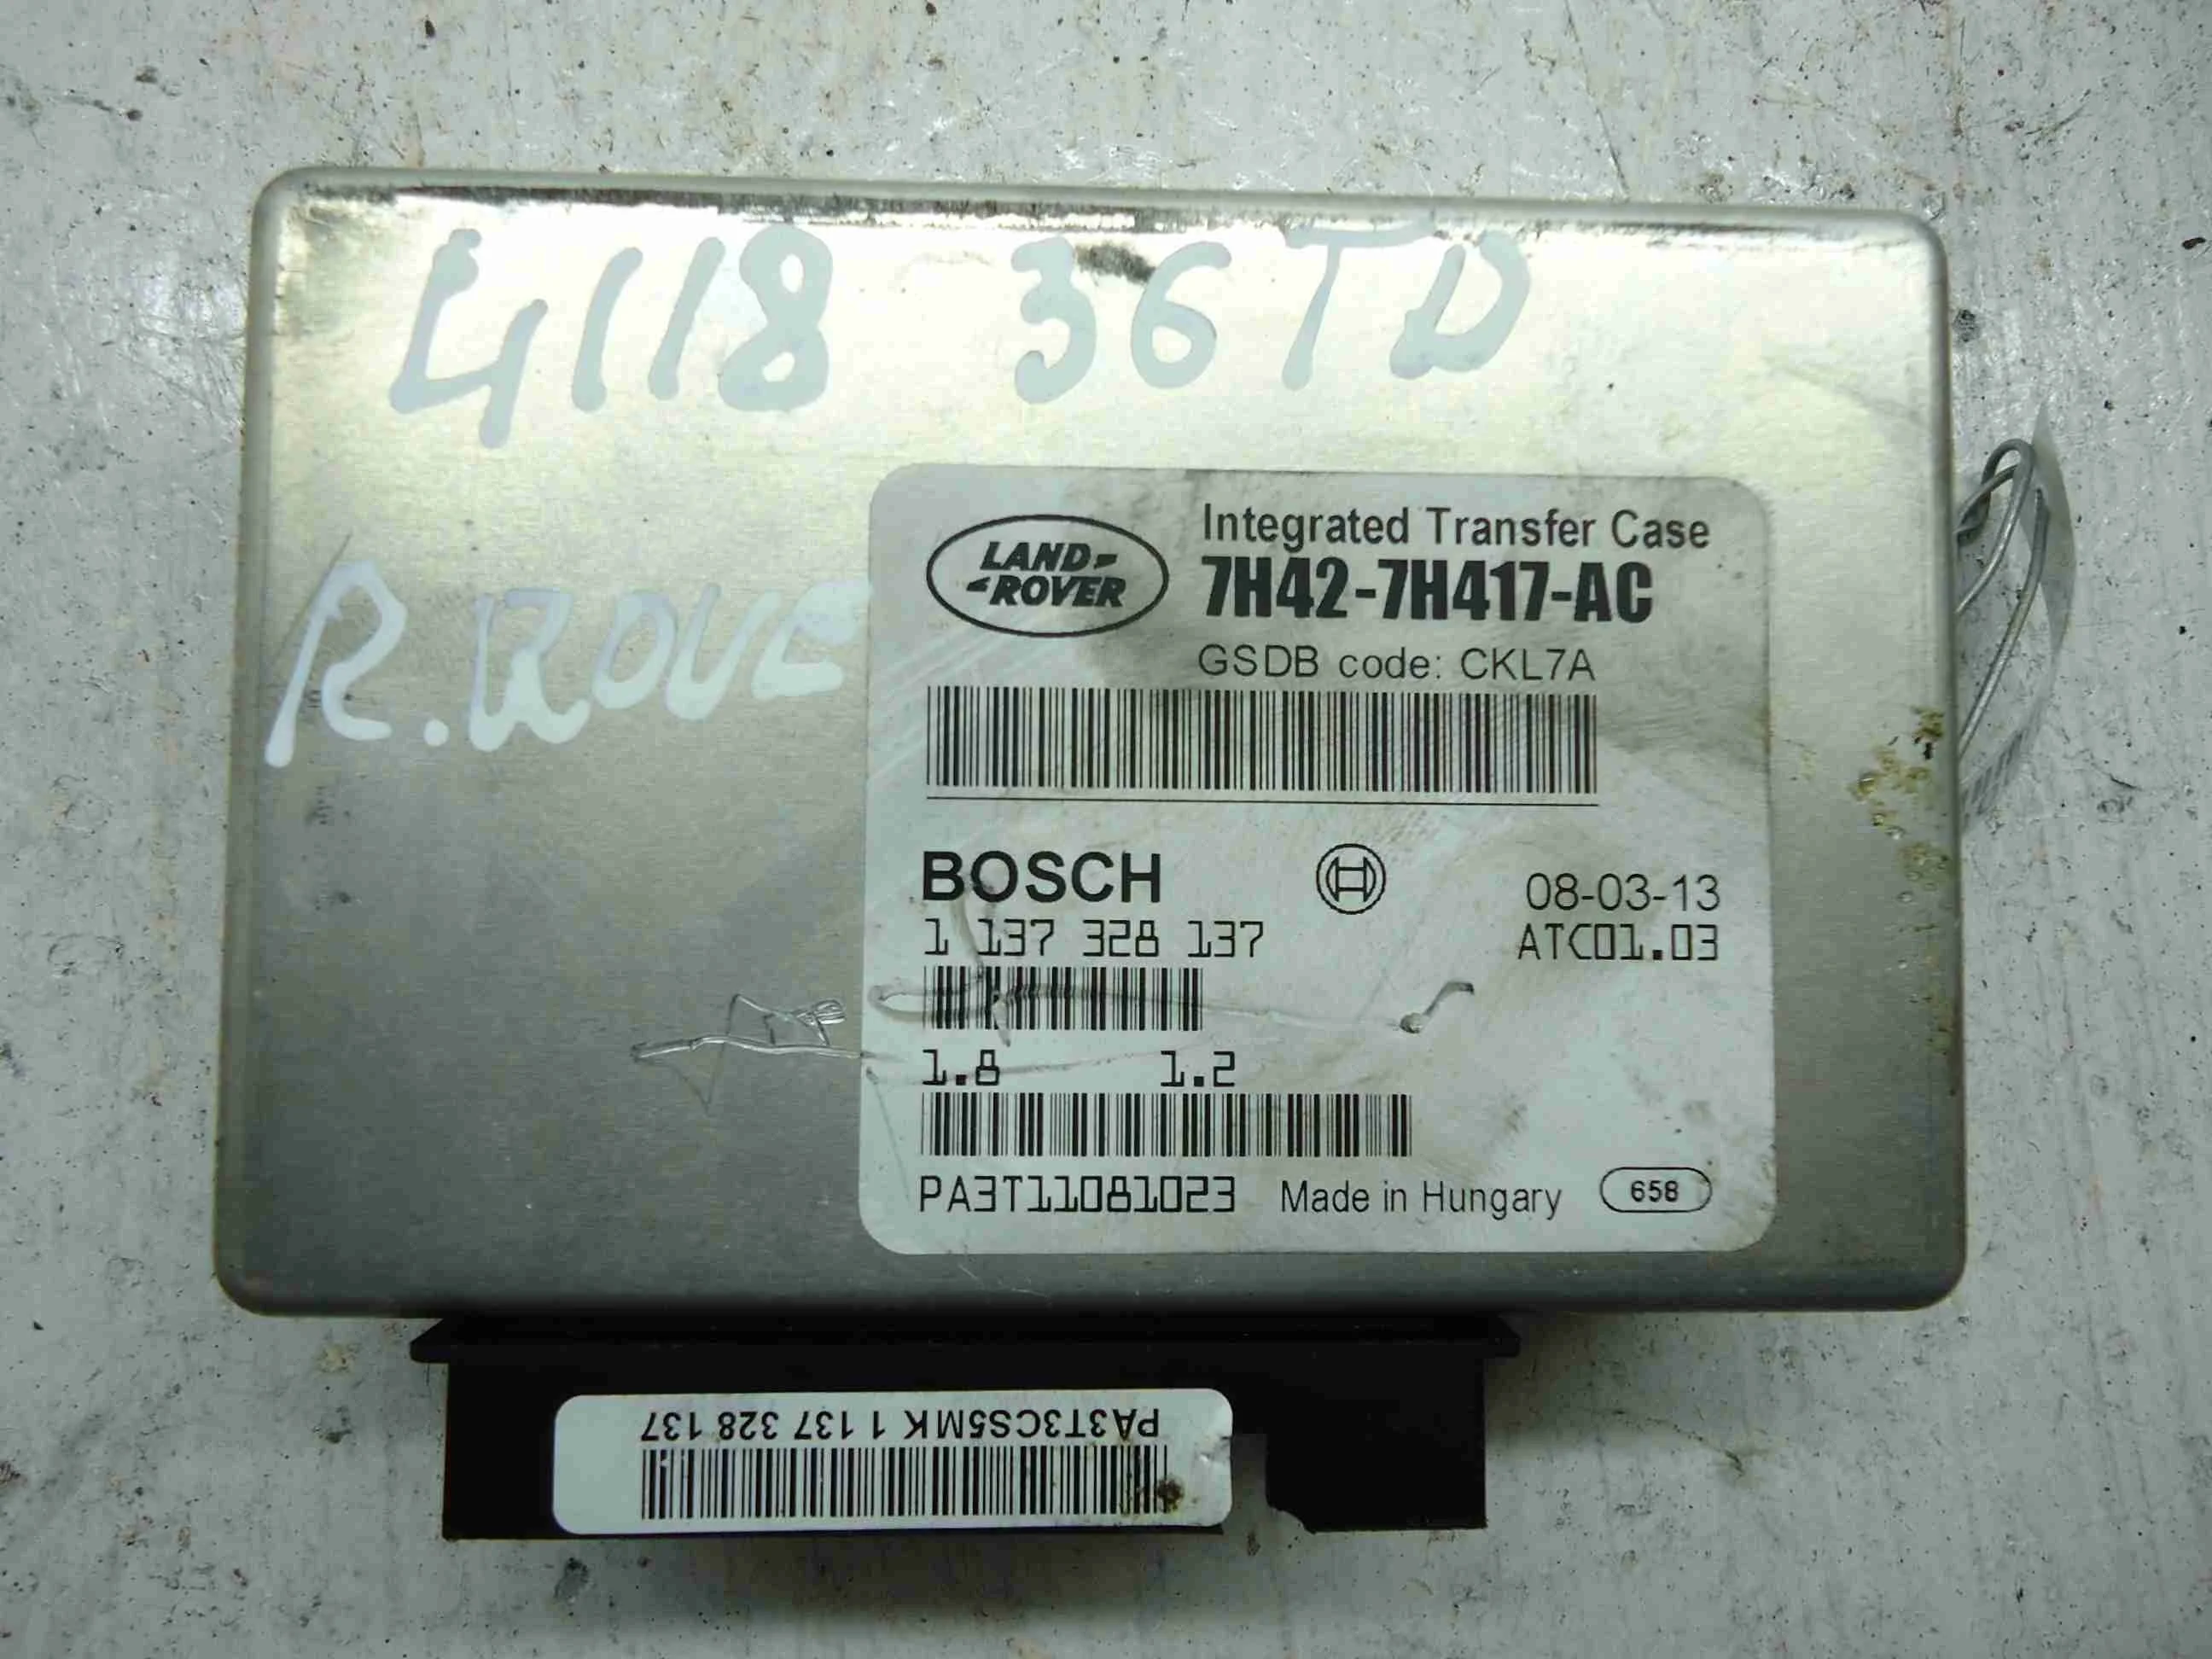 4118 36TD
R.ROVE
LAND-
-ROVER
Integrated Transfer Case
7H42-7H417-AC
GSDB code: CKL7A
BOSCH
08-03-13
1 137 328 137
ATC01.03
1.8 1.2
PA3T11081023 Made in Hungary 658
PA3T3CS5MK 1 137 328 137